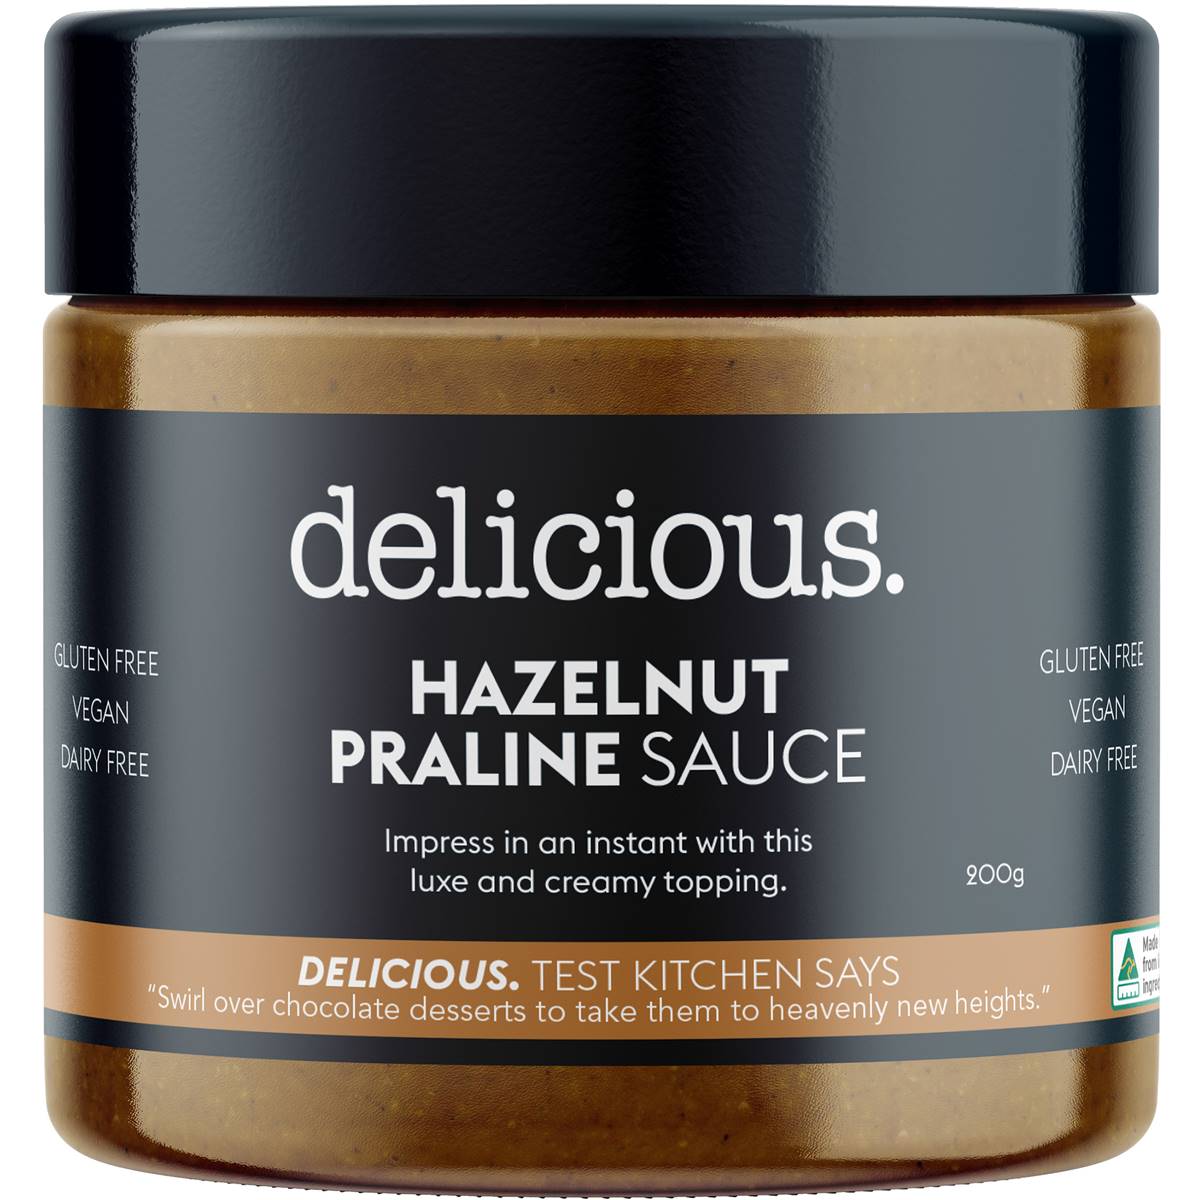 delicious.
HAZELNUT
PRALINE SAUCE
Impress in an instant with this
luxe and creamy topping.
200g
GLUTEN FREE
VEGAN
DAIRY FREE
GLUTEN FREE
VEGAN
DAIRY FREE
DELICIOUS. TEST KITCHEN SAYS
“Swirl over chocolate desserts to take them to heavenly new heights.”
Made
from